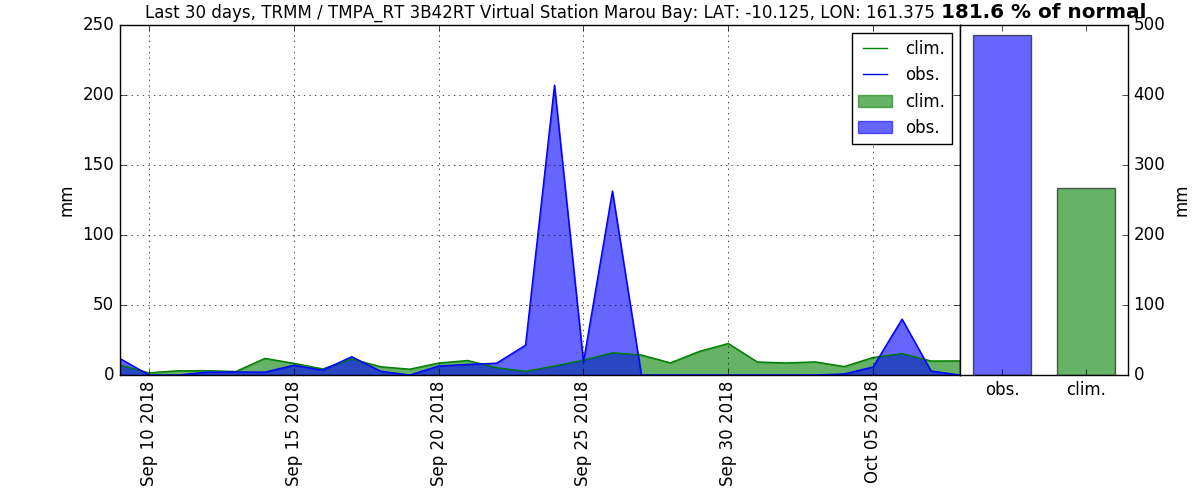 Last 30 days, TRMM / TMPA_RT 3B42RT Virtual Station Marou Bay: LAT: -10.125, LON: 161.375 181.6 % of normal
250
200
150
100
50
0
mm
Sep 10 2018
Sep 15 2018
Sep 20 2018
Sep 25 2018
Sep 30 2018
Oct 05 2018
clim.
obs.
clim.
obs.
500
400
300
200
100
0
mm
obs.
clim.